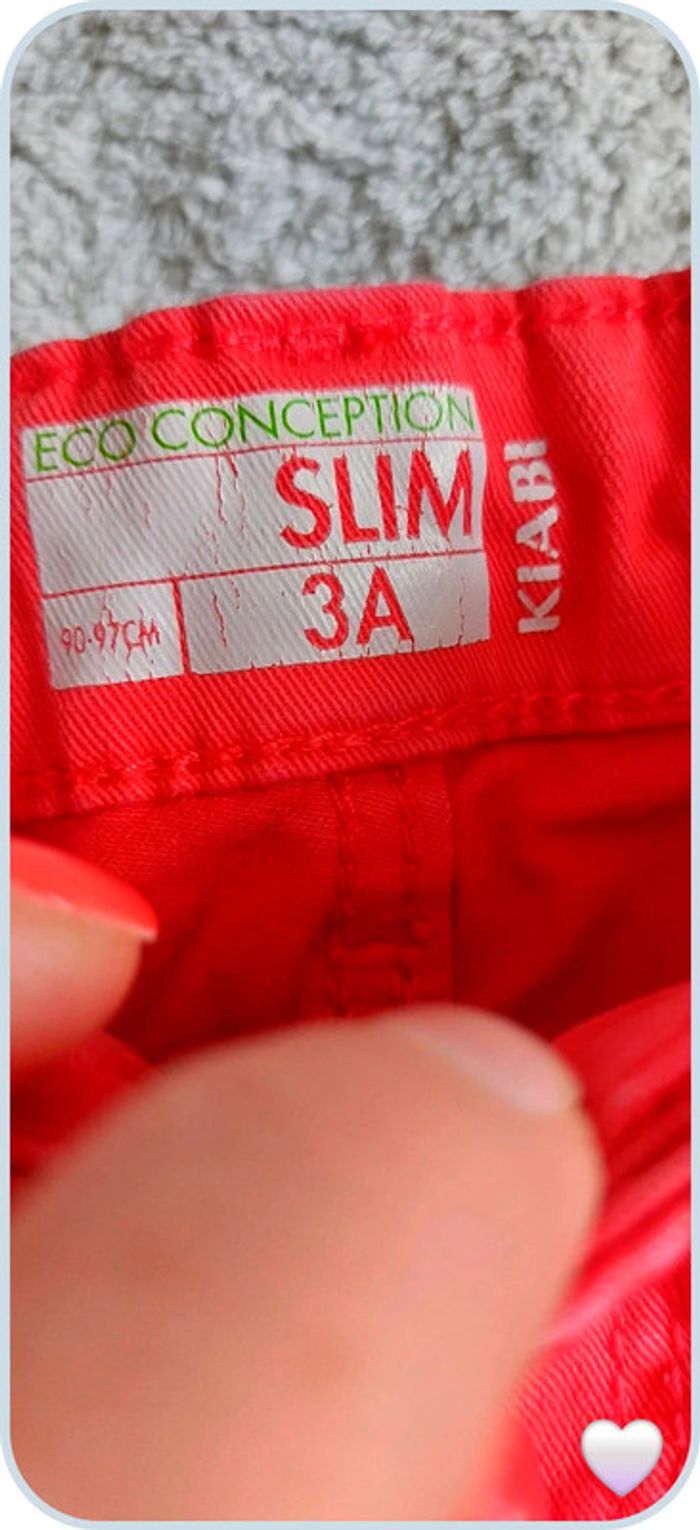 ECO CONCEPTION
SLIM
90-97CM
3A
KIABI